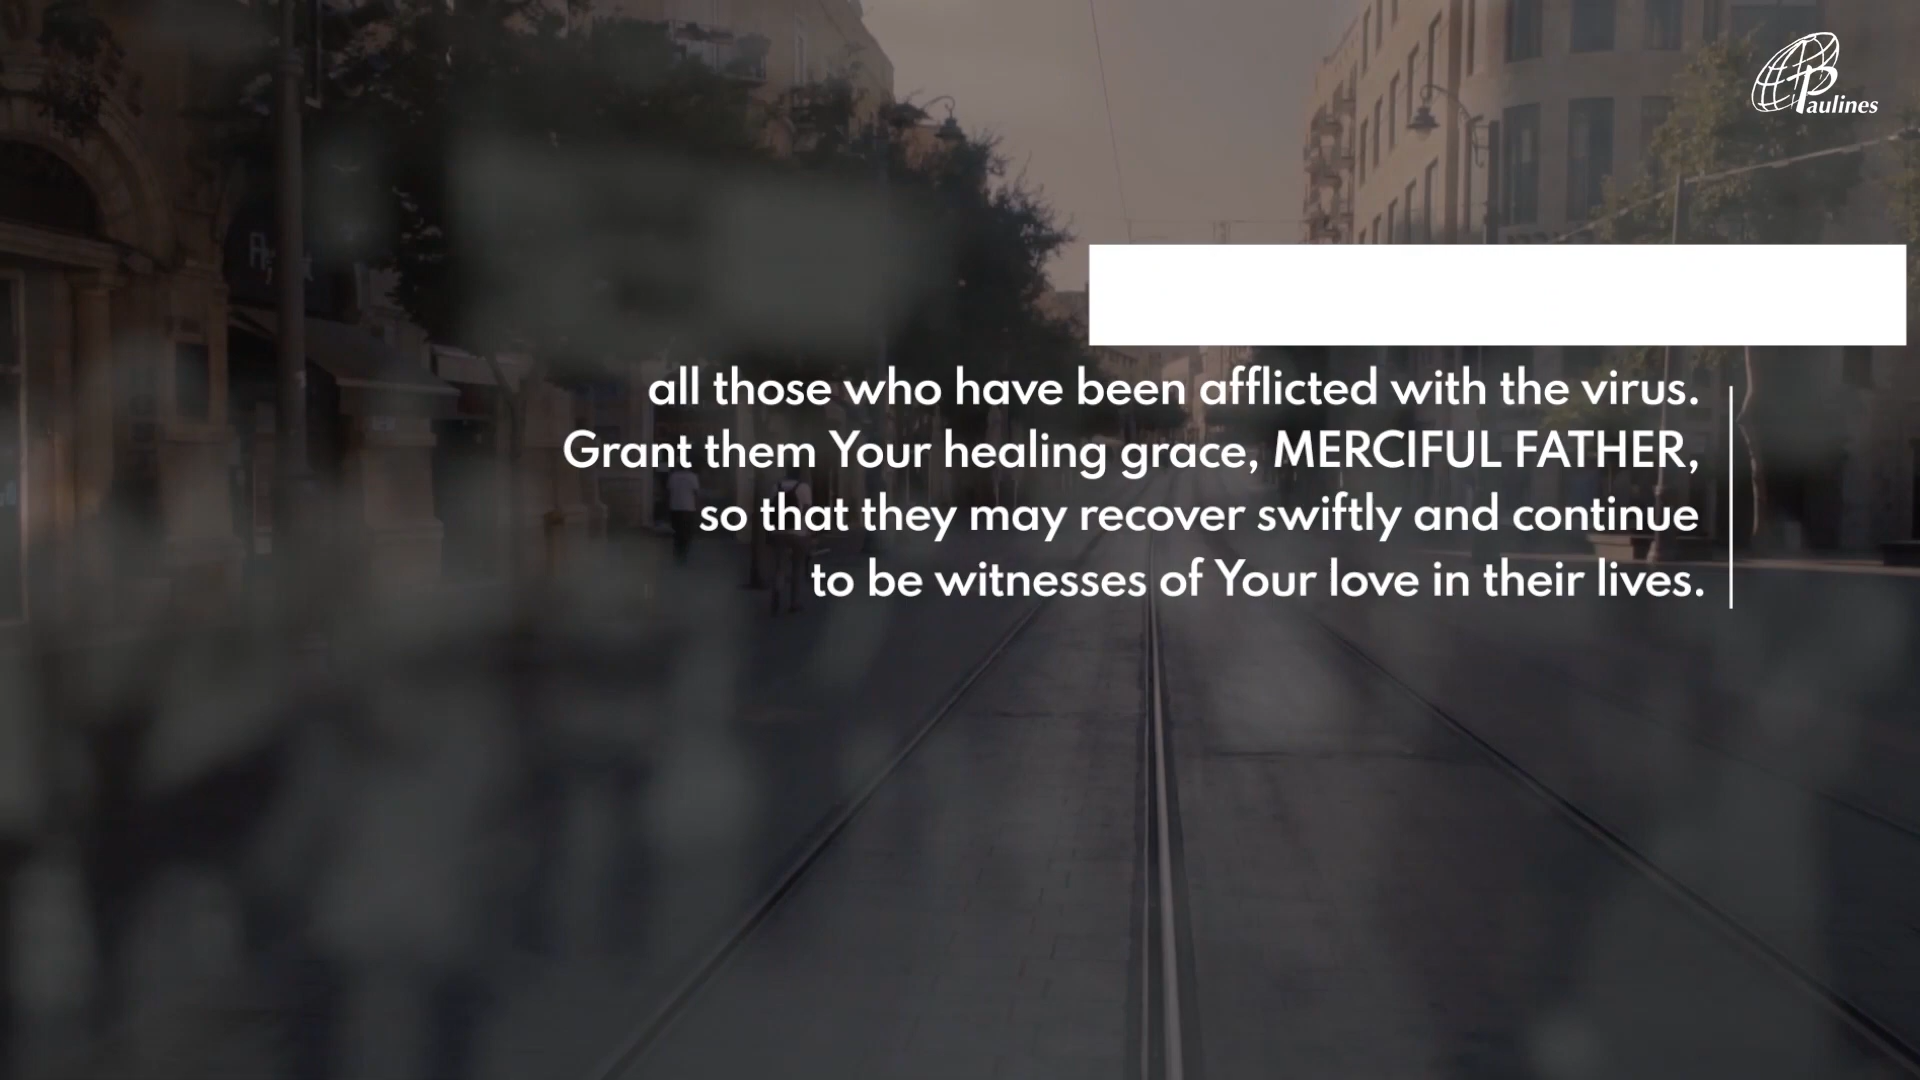 Paulines
all those who have been afflicted with the virus.
Grant them Your healing grace, MERCIFUL FATHER,
so that they may recover swiftly and continue
to be witnesses of Your love in their lives.